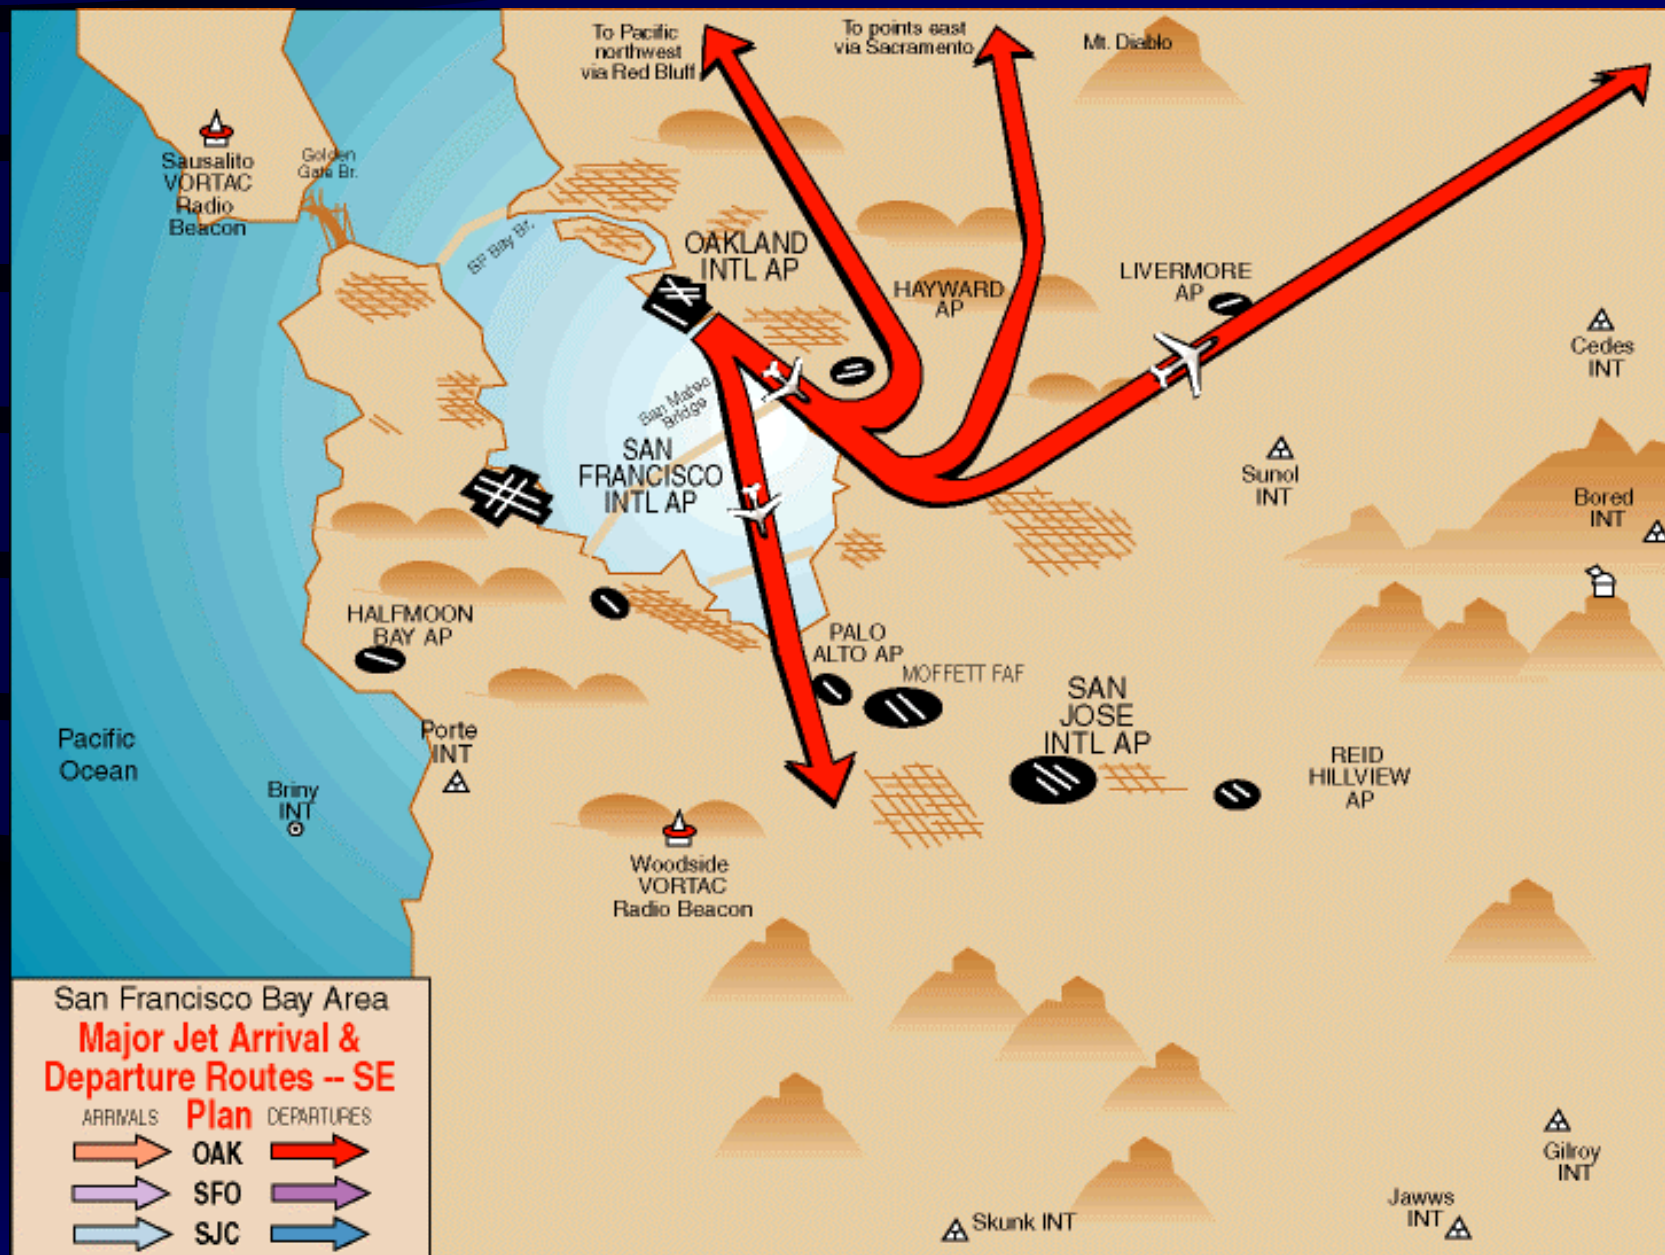 To Pacific
northwest
via Red Bluff
To points east
via Sacramento
Mt. Diablo
Sausalito
VORTAC
Radio
Beacon
Golden
Gate Br.
SF Bay Br.
OAKLAND
INTL AP
HAYWARD
AP
LIVERMORE
AP
Cedes
INT
San Mateo
Bridge
SAN
FRANCISCO
INTL AP
Sunol
INT
Bored
INT
HALFMOON
BAY AP
PALO
ALTO AP
MOFFETT FAF
SAN
JOSE
INTL AP
REID
HILLVIEW
AP
Pacific
Ocean
Porte
INT
Briny
INT
Woodside
VORTAC
Radio Beacon
San Francisco Bay Area
Major Jet Arrival &
Departure Routes -- SE
ARRIVALS Plan DEPARTURES
OAK
SFO
SJC
Gilroy
INT
Jawws
INT
Skunk INT